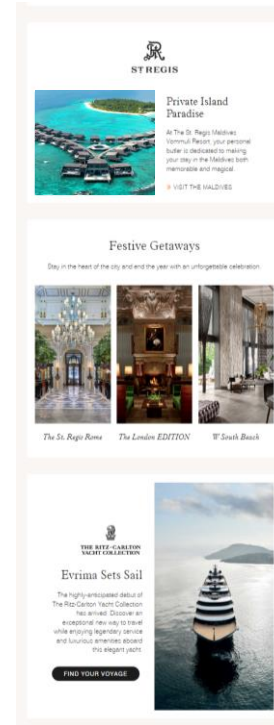 ST REGIS
Private Island
Paradise
At The St. Regis Maldives
Vommuli Resort, your personal
butler is dedicated to making
your stay in the Maldives both
memorable and magical.
VISIT THE MALDIVES
Festive Getaways
Stay in the heart of the city and end the year with an unforgettable celebration.
The St. Regis Rome
The London EDITION
W South Beach
THE RITZ-CARLTON
YACHT COLLECTION
Evrima Sets Sail
The highly-anticipated debut of
The Ritz-Carlton Yacht Collection
has arrived. Discover an
exceptional new way to travel
while enjoying legendary service
and luxurious amenities aboard
this elegant yacht.
FIND YOUR VOYAGE